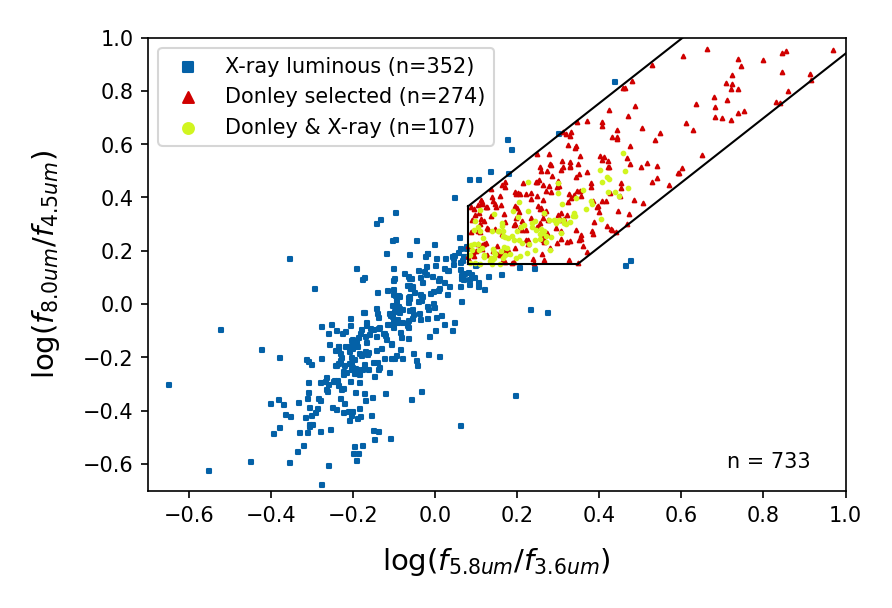 X-ray luminous (n=352)
Donley selected (n=274)
Donley & X-ray (n=107)
1.0
0.8
0.6
0.4
0.2
0.0
−0.2
−0.4
−0.6
log(f8.0um/f4.5um)
n = 733
−0.6 −0.4 −0.2 0.0 0.2 0.4 0.6 0.8 1.0
log(f5.8um/f3.6um)